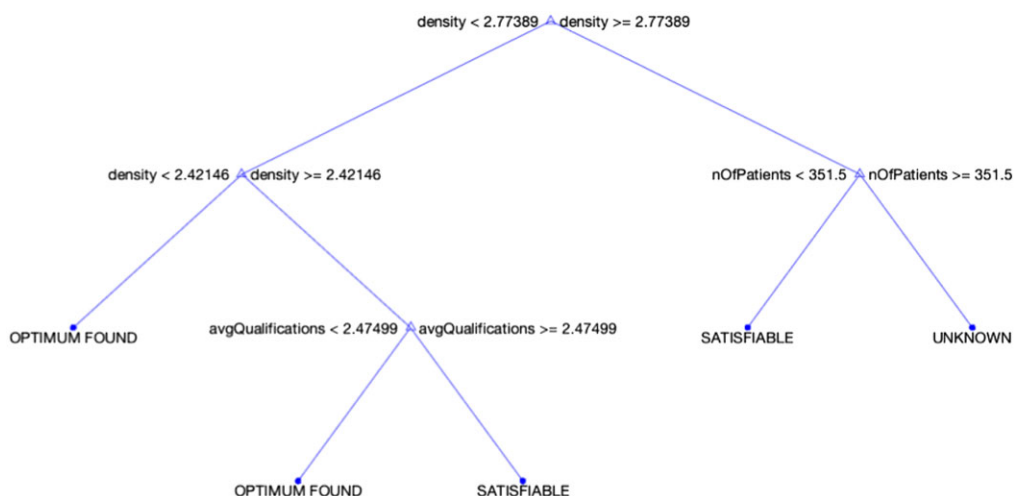 density < 2.77389 density >= 2.77389
density < 2.42146 density >= 2.42146
nOfPatients < 351.5 nOfPatients >= 351.5
OPTIMUM FOUND
avgQualifications < 2.47499 avgQualifications >= 2.47499
SATISFIABLE
UNKNOWN
OPTIMUM FOUND
SATISFIABLE